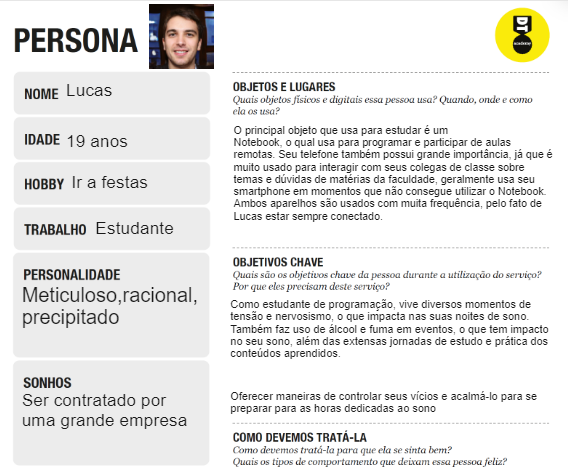 PERSONA
DT
academy
NOME Lucas
IDADE 19 anos
HOBBY Ir a festas
TRABALHO Estudante
PERSONALIDADE
Meticuloso,racional,
precipitado
SONHOS
Ser contratado por
uma grande empresa
OBJETOS E LUGARES
Quais objetos físicos e digitais essa pessoa usa? Quando, onde e como
ela os usa?
O principal objeto que usa para estudar é um
Notebook, o qual usa para programar e participar de aulas
remotas. Seu telefone também possui grande importância, já que é
muito usado para interagir com seus colegas de classe sobre
temas e dúvidas de matérias da faculdade, geralmente usa seu
smartphone em momentos que não consegue utilizar o Notebook.
Ambos aparelhos são usados com muita frequência, pelo fato de
Lucas estar sempre conectado.
OBJETIVOS CHAVE
Quais são os objetivos chave da pessoa durante a utilização do serviço?
Por que eles precisam deste serviço?
Como estudante de programação, vive diversos momentos de
tensão e nervosismo, o que impacta nas suas noites de sono.
Também faz uso de álcool e fuma em eventos, o que tem impacto
no seu sono, além das extensas jornadas de estudo e prática dos
conteúdos aprendidos.
Oferecer maneiras de controlar seus vícios e acalmá-lo para se
preparar para as horas dedicadas ao sono
COMO DEVEMOS TRATÁ-LA
Como devemos tratá-la para que ela se sinta bem?
Quais os tipos de comportamento que deixam essa pessoa feliz?